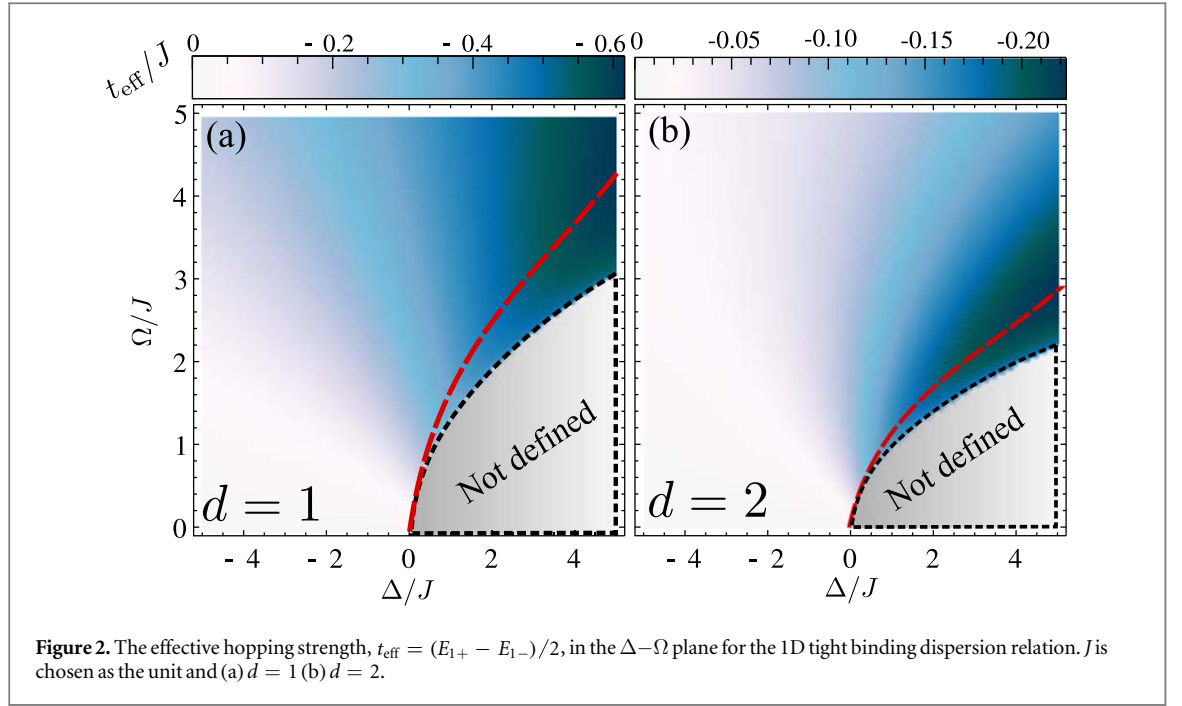 0 - 0.2 - 0.4 - 0.6 0 -0.05 -0.10 -0.15 -0.20
t_eff/J
(a) (b)
5
4
3
2
1
0
Ω/J
Not defined Not defined
d = 1 d = 2
- 4 - 2 0 2 4 - 4 - 2 0 2 4
Δ/J Δ/J
Figure 2. The effective hopping strength, t_eff = (E_1+ − E_1−)/2, in the Δ−Ω plane for the 1D tight binding dispersion relation. J is
chosen as the unit and (a) d = 1 (b) d = 2.